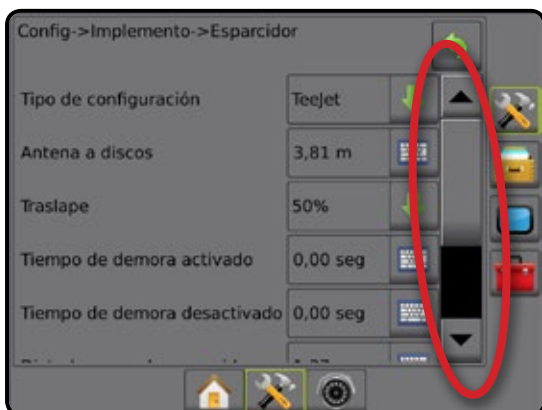 Config->Implemento->Esparcidor
Tipo de configuración TeeJet
Antena a discos 3,81 m
Traslape 50%
Tiempo de demora activado 0,00 seg
Tiempo de demora desactivado 0,00 seg